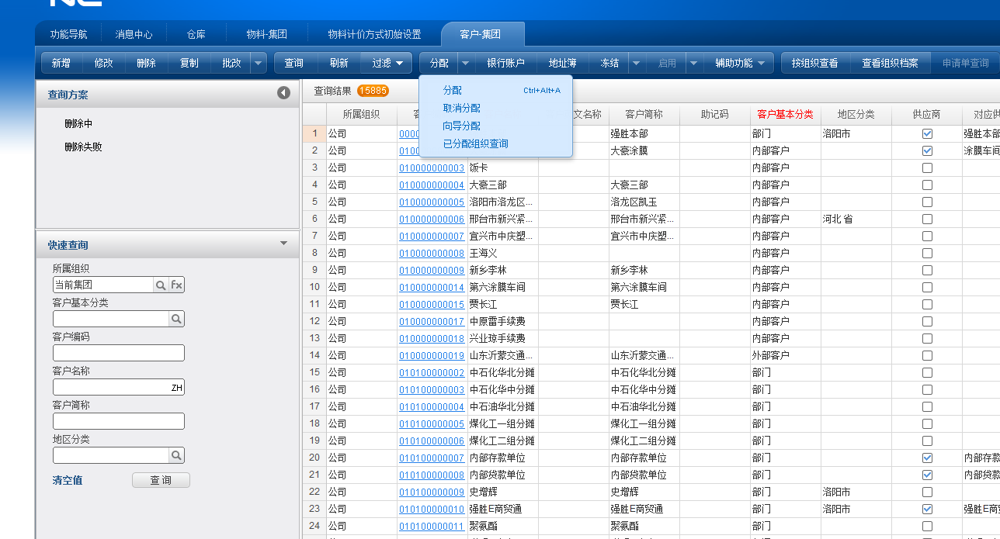 功能导航 消息中心 仓库 物料-集团 物料计价方式初始设置 客户-集团
新增 修改 删除 复制 批改 查询 刷新 过滤 分配 银行账户 地址簿 冻结 启用 辅助功能 按组织查看 查看组织档案 申请单查询
查询方案
删除中
删除失败
快速查询
所属组织
当前集团 fx
客户基本分类
客户编码
客户名称
ZH
客户简称
地区分类
清空值 查 询
查询结果 15885
分配 Ctrl+Alt+A
取消分配
向导分配
已分配组织查询
所属组织 文名称 客户简称 助记码 客户基本分类 地区分类 供应商 对应供
1 公司 0000 强胜本部 部门 洛阳市 强胜本部
2 公司 0100 大豪涂膜 内部客户 涂膜车间
3 公司 010000000003 饭卡 内部客户
4 公司 010000000004 大豪三部 大豪三部 内部客户
5 公司 010000000005 洛阳市洛龙区... 洛龙区凯玉 内部客户
6 公司 010000000006 邢台市新兴紧... 邢台市新兴紧... 内部客户 河北 省
7 公司 010000000007 宜兴市中庆塑... 宜兴市中庆塑... 内部客户
8 公司 010000000008 王海义 内部客户
9 公司 010000000009 新乡李林 新乡李林 内部客户
10 公司 010000000014 第六涂膜车间 第六涂膜车间 内部客户
11 公司 010000000015 贾长江 贾长江 内部客户
12 公司 010000000017 中原雷手续费 内部客户
13 公司 010000000018 兴业琼手续费 内部客户
14 公司 010000000019 山东沂蒙交通... 山东沂蒙交通... 外部客户
15 公司 010100000002 中石化华北分摊 中石化华北分摊 部门
16 公司 010100000003 中石化华中分摊 中石化华中分摊 部门
17 公司 010100000004 中石油华北分摊 中石油华北分摊 部门
18 公司 010100000005 煤化工一组分摊 煤化工一组分摊 部门
19 公司 010100000006 煤化工二组分摊 煤化工二组分摊 部门
20 公司 010100000007 内部存款单位 内部存款单位 部门 内部存款
21 公司 010100000008 内部贷款单位 内部贷款单位 部门 内部贷款
22 公司 010100000009 史增辉 史增辉 部门 洛阳市
23 公司 010100000010 强胜E商贸通 强胜E商贸通 部门 洛阳市 强胜E商
24 公司 010100000011 聚氨酯 聚氨酯 部门